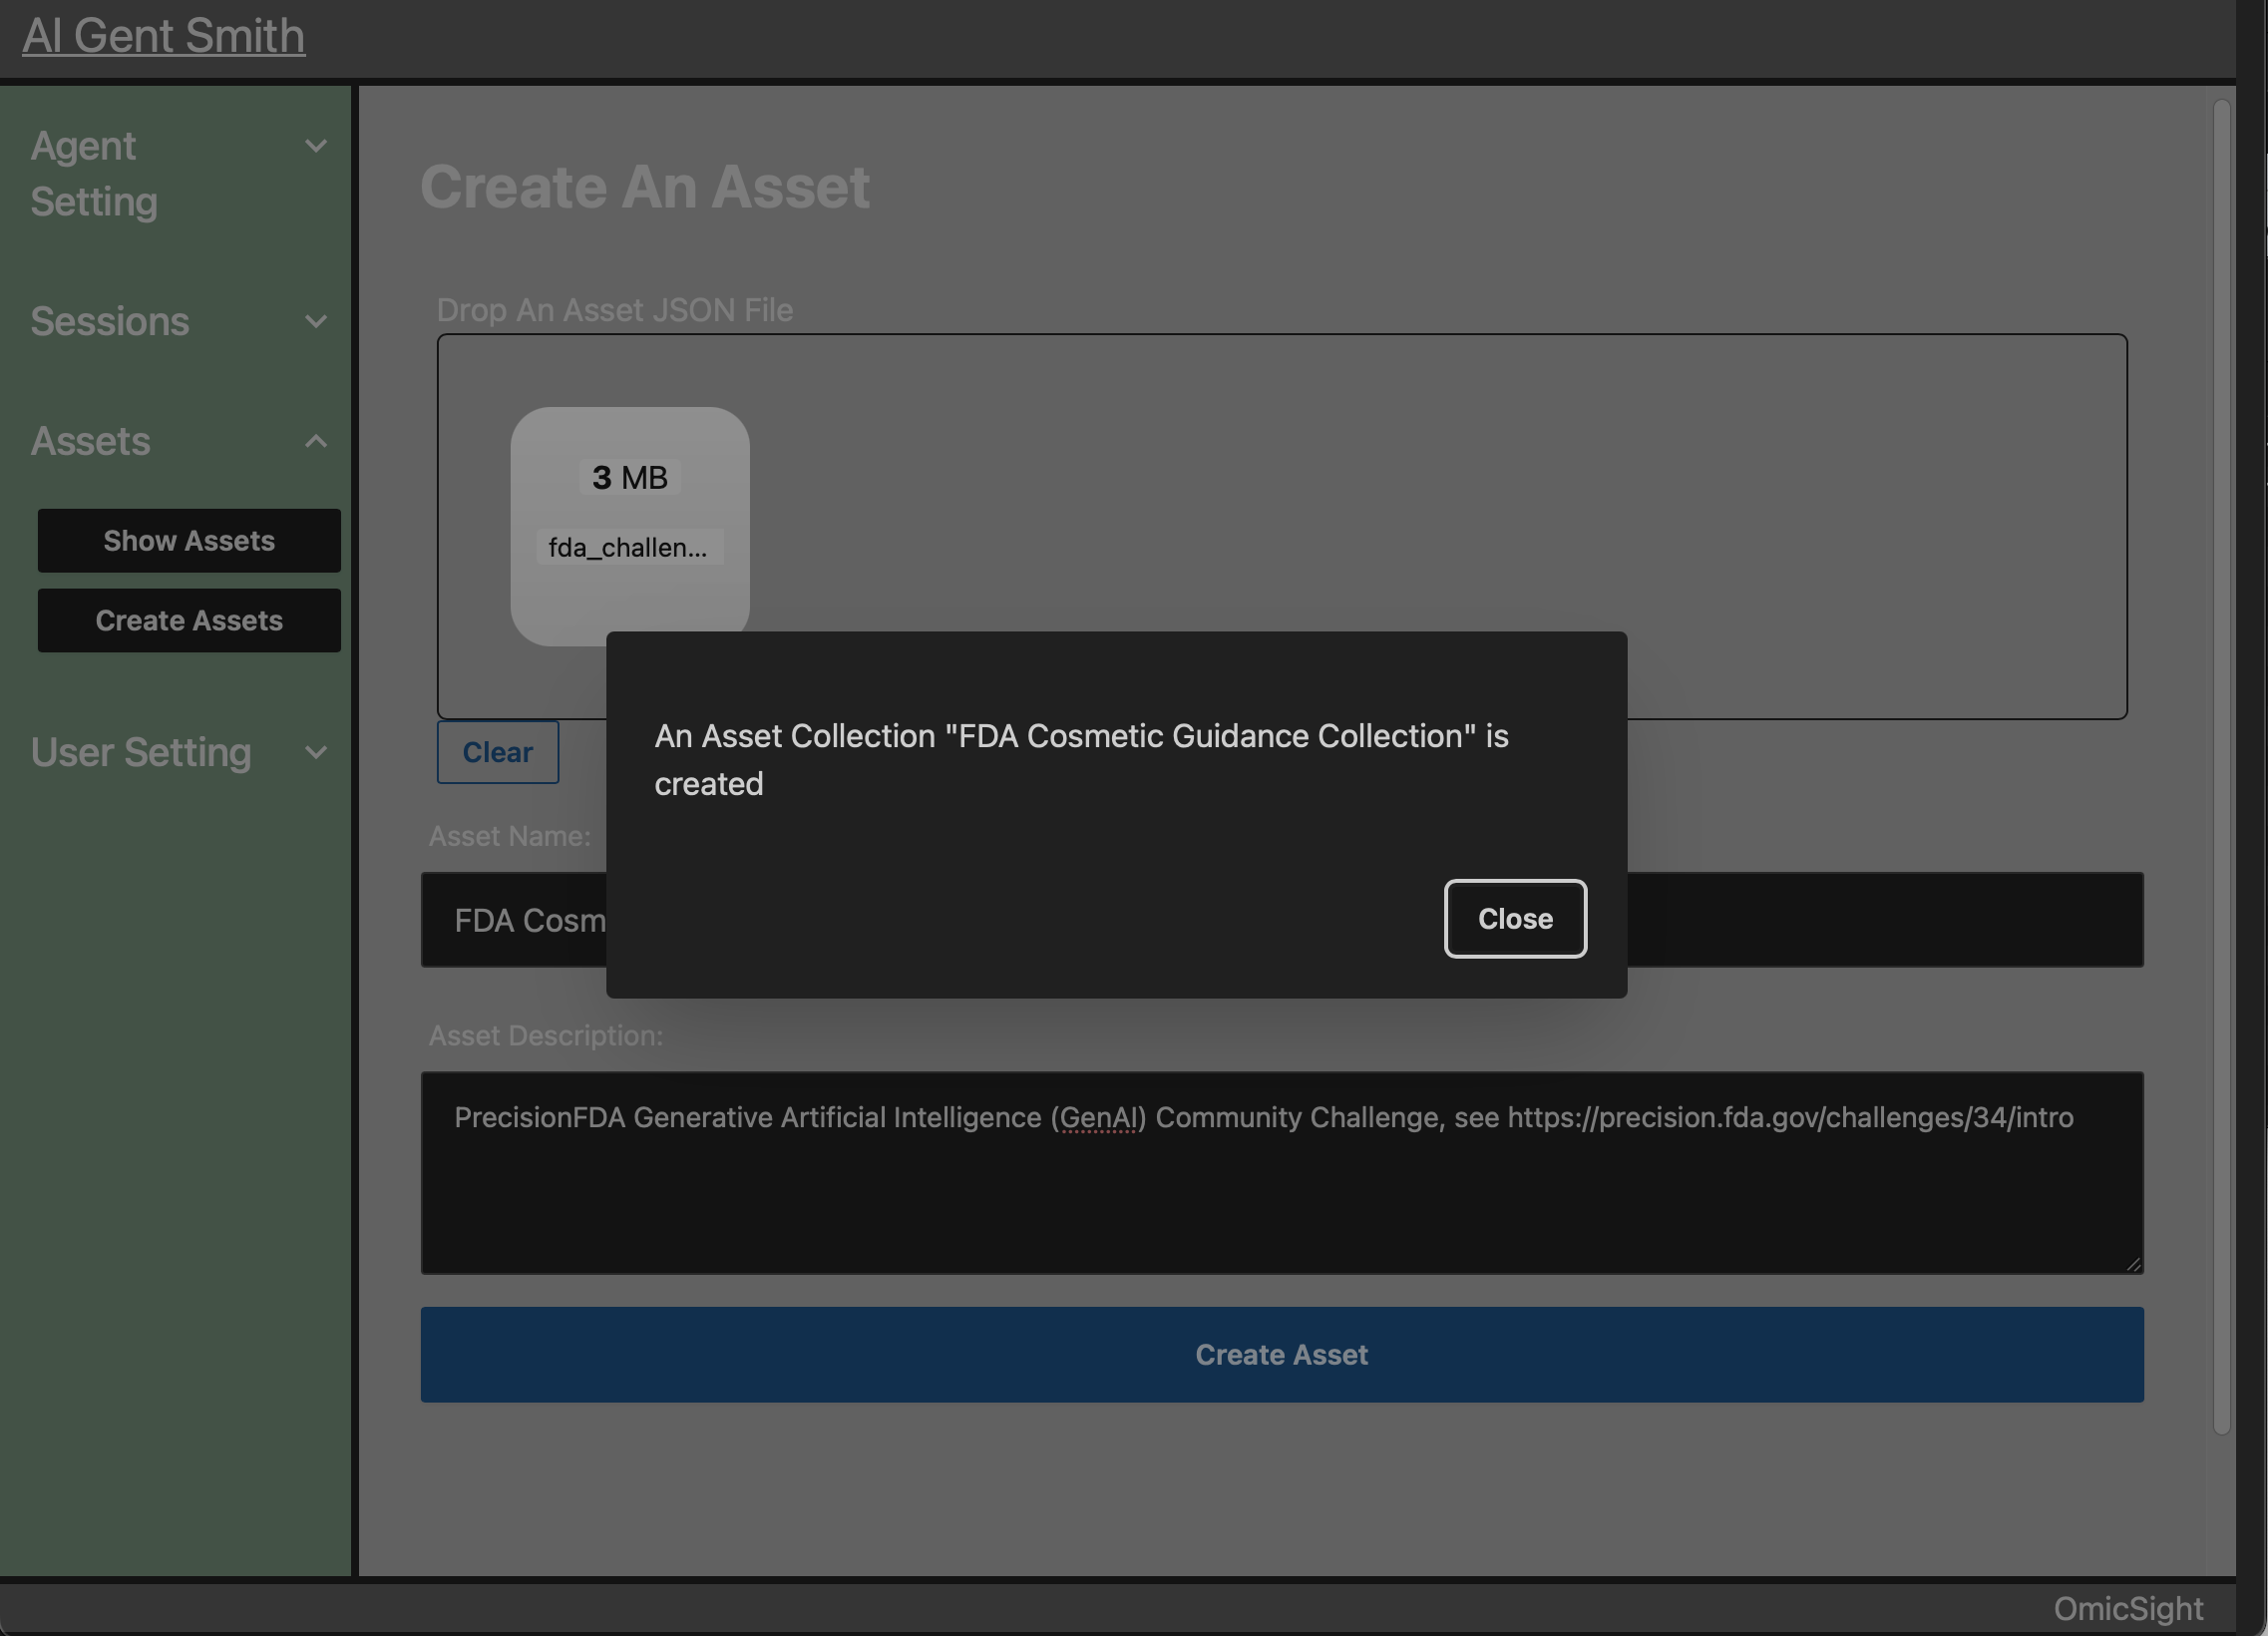 AI Gent Smith
Agent
Setting
Sessions
Assets
Show Assets
Create Assets
User Setting
Create An Asset
Drop An Asset JSON File
3 MB
fda_challen...
Clear
An Asset Collection "FDA Cosmetic Guidance Collection" is
created
Close
Asset Name:
FDA Cosm
Asset Description:
PrecisionFDA Generative Artificial Intelligence (GenAI) Community Challenge, see https://precision.fda.gov/challenges/34/intro
Create Asset
OmicSight